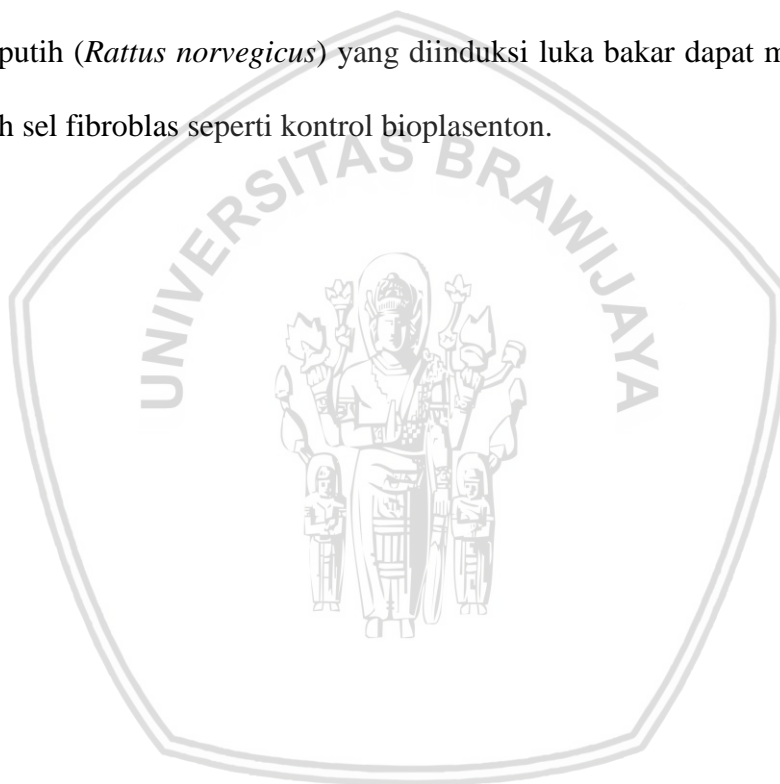 putih (Rattus norvegicus) yang diinduksi luka bakar dapat
sel fibroblas seperti kontrol bioplasenton.
UNIVERSITAS BRAWIJAYA